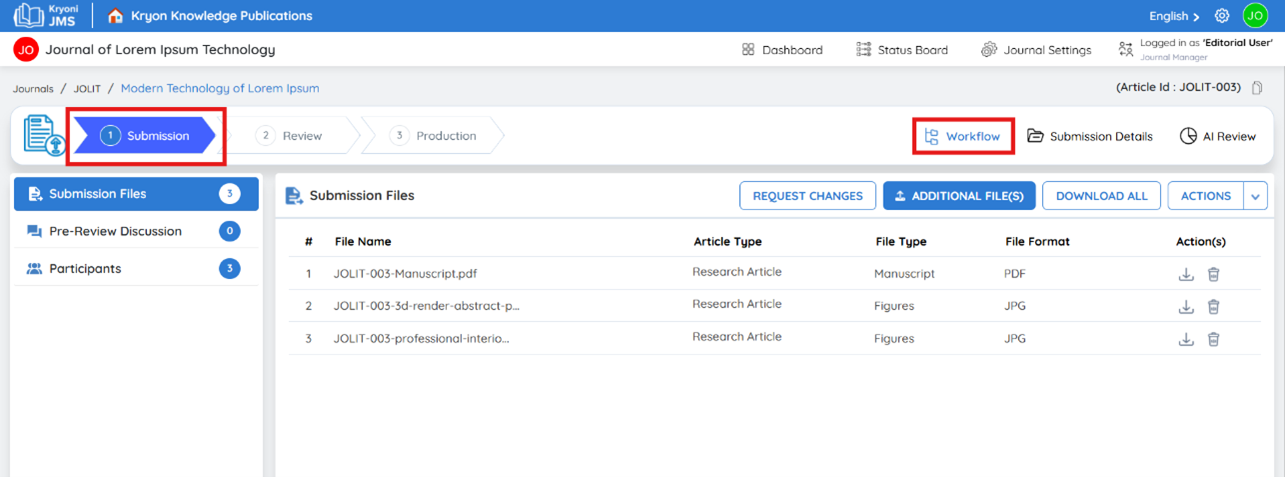 Kryoni JMS Kryon Knowledge Publications English JO
JO Journal of Lorem Ipsum Technology Dashboard Status Board Journal Settings Logged in as 'Editorial User' Journal Manager
Journals / JOLIT / Modern Technology of Lorem Ipsum (Article Id : JOLIT-003)
1 Submission 2 Review 3 Production Workflow Submission Details AI Review
Submission Files 3
Pre-Review Discussion 0
Participants 3
Submission Files REQUEST CHANGES ADDITIONAL FILE(S) DOWNLOAD ALL ACTIONS
# File Name Article Type File Type File Format Action(s)
1 JOLIT-003-Manuscript.pdf Research Article Manuscript PDF
2 JOLIT-003-3d-render-abstract-p... Research Article Figures JPG
3 JOLIT-003-professional-interio... Research Article Figures JPG